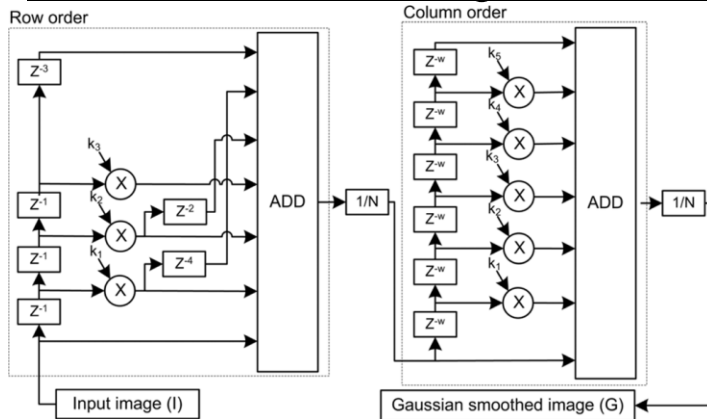 Row order
Column order
Z⁻³
k₃
X
Z⁻¹
k₂
X
Z⁻²
Z⁻¹
k₁
X
Z⁻⁴
Z⁻¹
ADD
1/N
Input image (I)
Z⁻ʷ
k₅
X
Z⁻ʷ
k₄
X
Z⁻ʷ
k₃
X
Z⁻ʷ
k₂
X
Z⁻ʷ
k₁
X
Z⁻ʷ
ADD
1/N
Gaussian smoothed image (G)